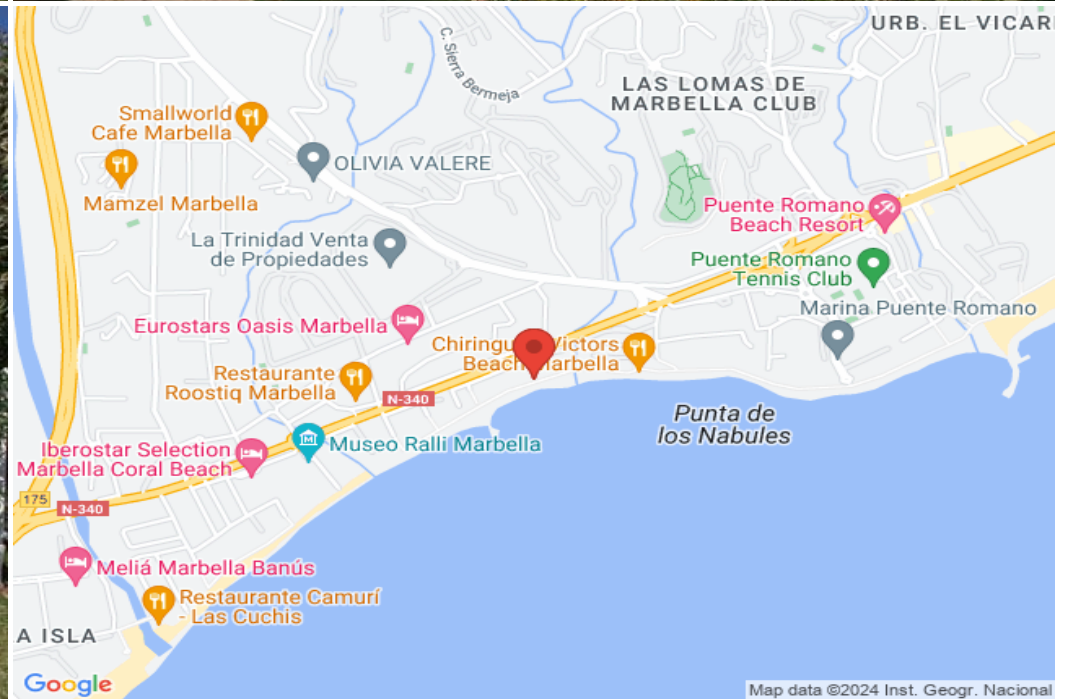 URB. EL VICARI
C. Sierra Bermeja
LAS LOMAS DE
MARBELLA CLUB
Smallworld
Cafe Marbella
OLIVIA VALERE
Mamzel Marbella
Puente Romano
Beach Resort
La Trinidad Venta
de Propiedades
Puente Romano
Tennis Club
Marina Puente Romano
Eurostars Oasis Marbella
Victors
Beach Marbella
Restaurante
Roostiq Marbella
N-340
Punta de
los Nabules
Museo Ralli Marbella
Iberostar Selection
Marbella Coral Beach
175
N-340
Meliá Marbella Banús
Restaurante Camurí
- Las Cuchis
A ISLA
Google
Map data ©2024 Inst. Geogr. Nacional